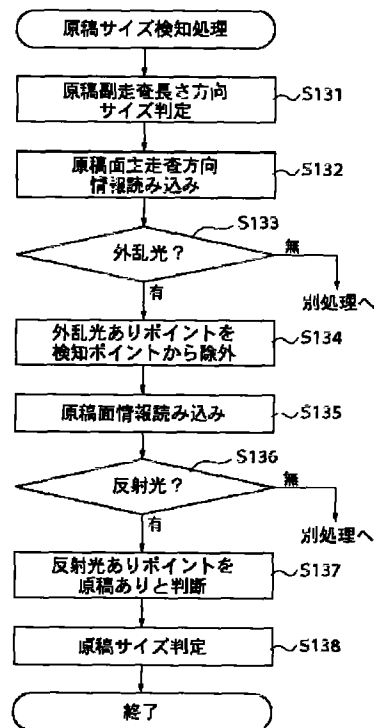 原稿サイズ検知処理
原稿副走査長さ方向
サイズ判定
S131
原稿面主走査方向
情報読み込み
S132
S133
外乱光？
無
有
別処理へ
外乱光ありポイントを
検知ポイントから除外
S134
原稿面情報読み込み
S135
S136
反射光？
無
有
別処理へ
反射光ありポイントを
原稿ありと判断
S137
原稿サイズ判定
S138
終了